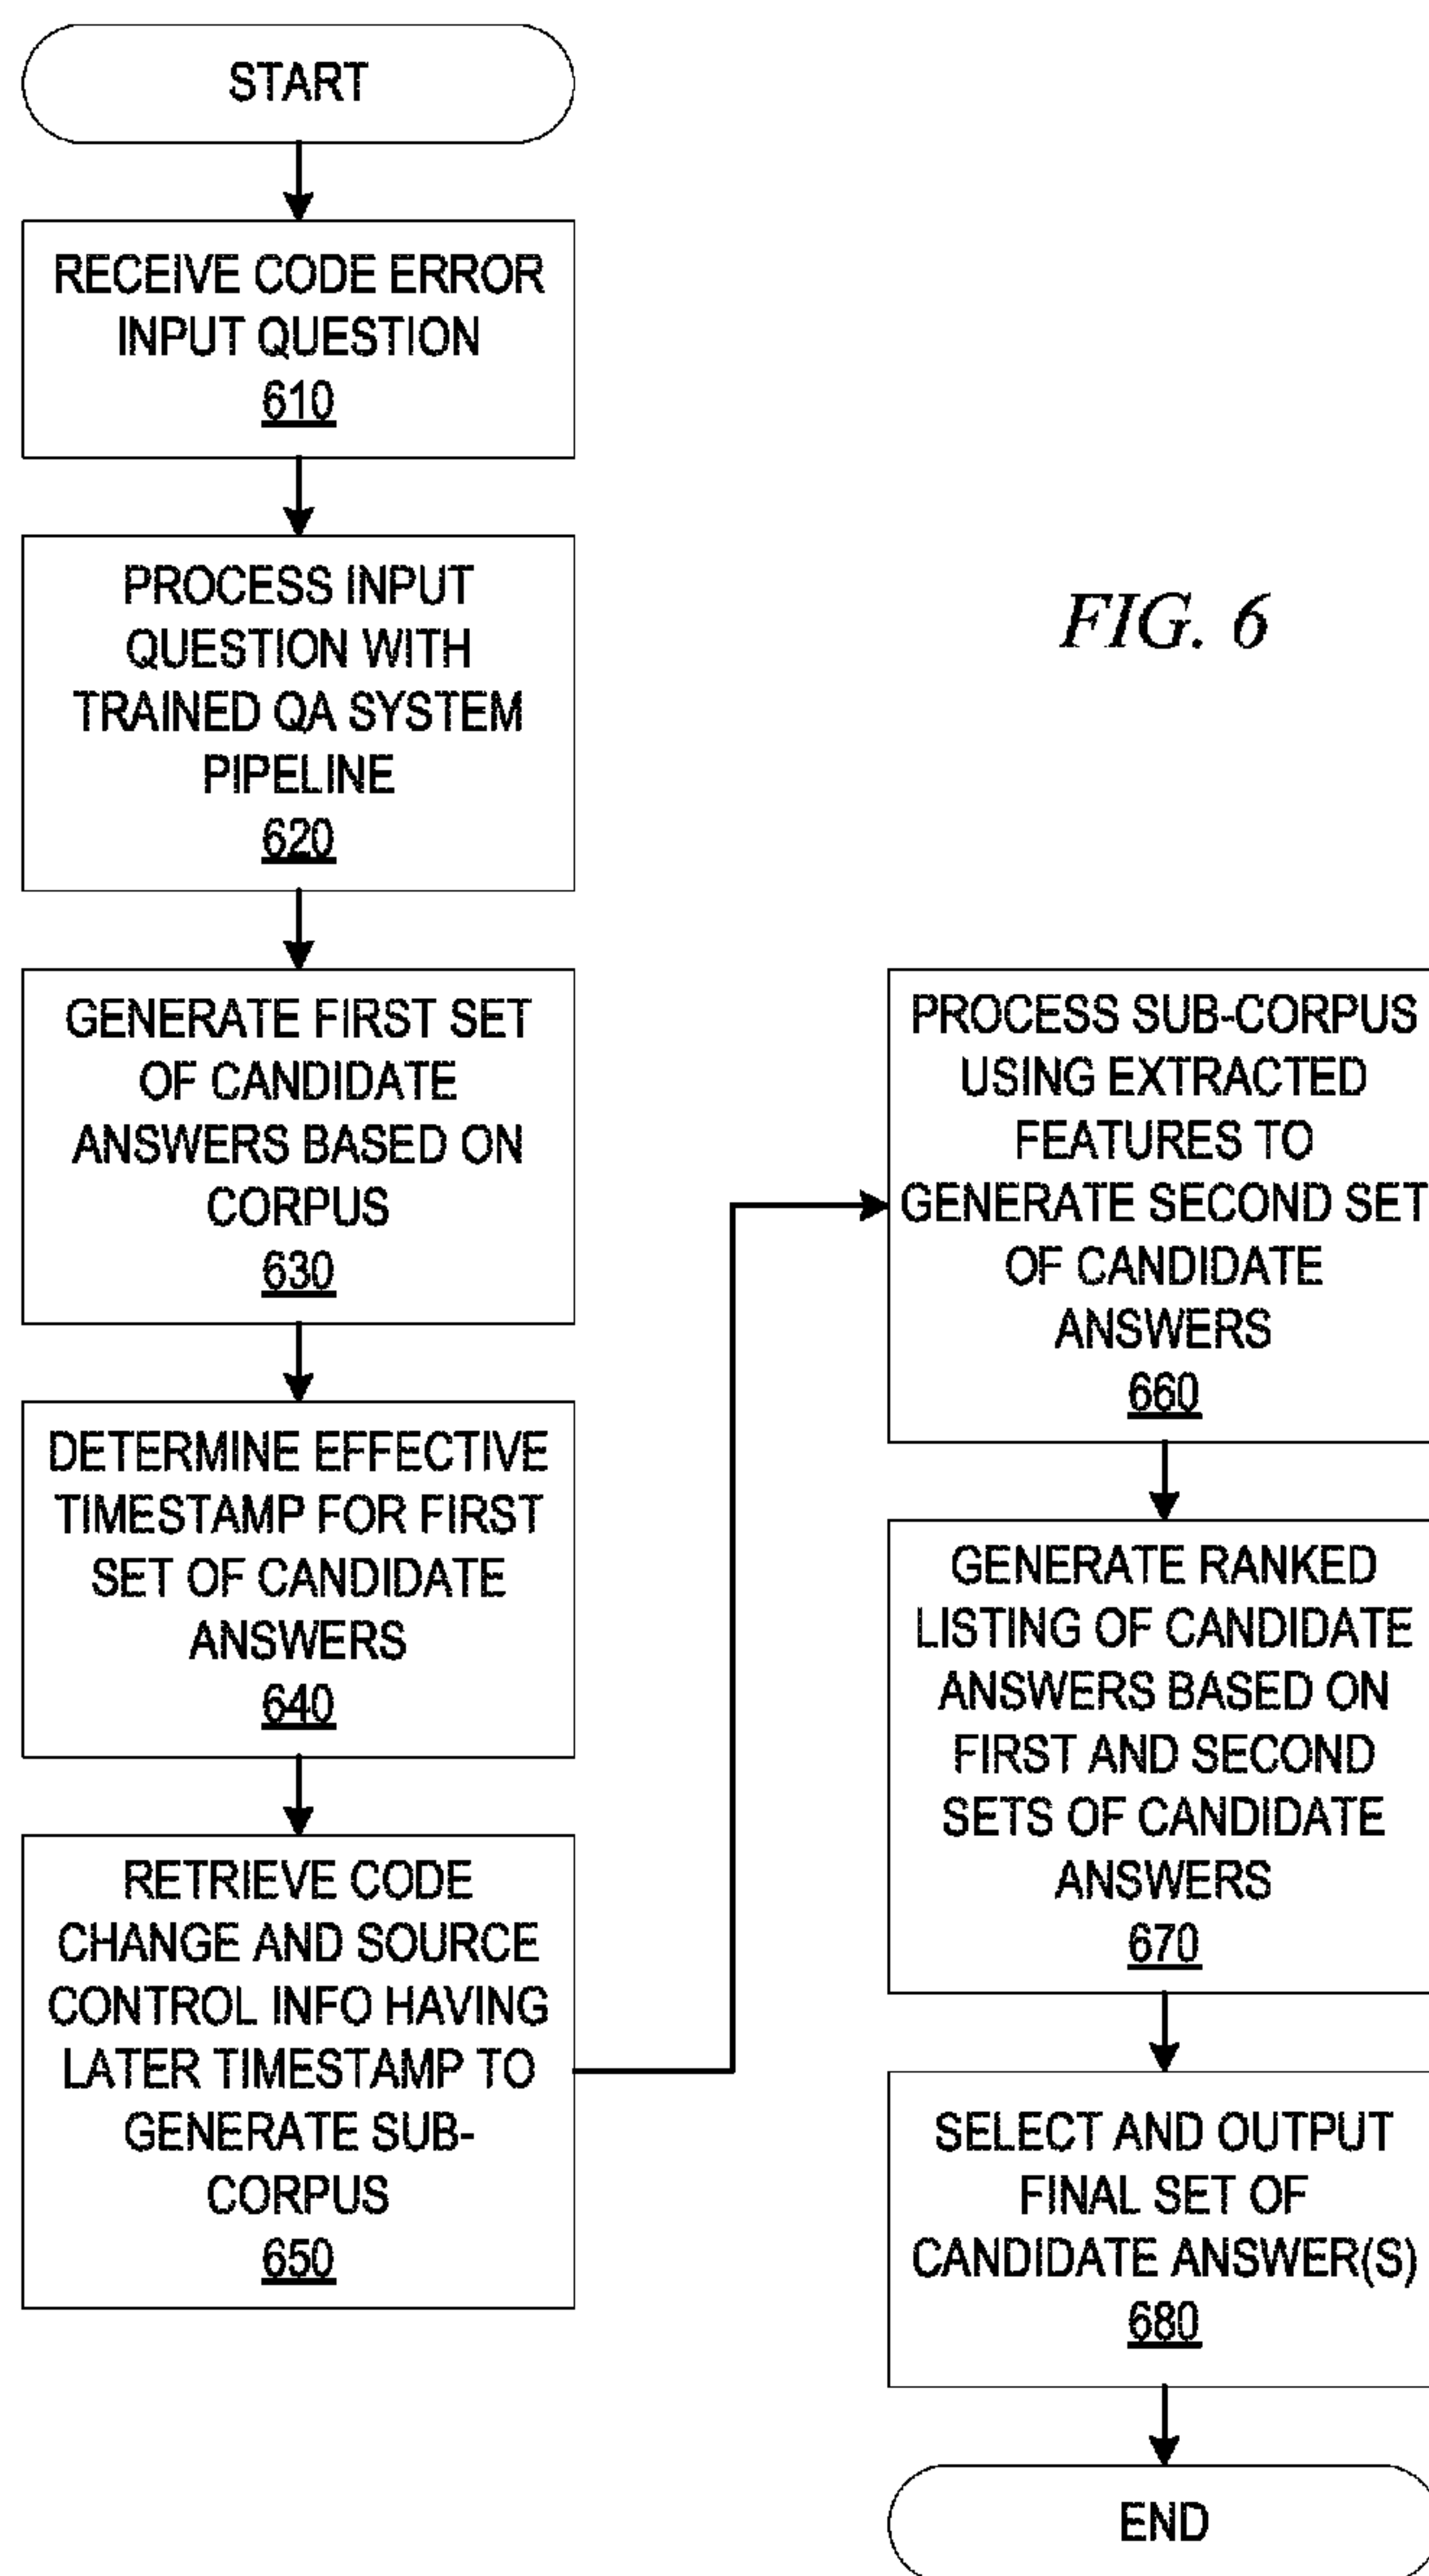 START
RECEIVE CODE ERROR
INPUT QUESTION
610
PROCESS INPUT
QUESTION WITH
TRAINED QA SYSTEM
PIPELINE
620
GENERATE FIRST SET
OF CANDIDATE
ANSWERS BASED ON
CORPUS
630
DETERMINE EFFECTIVE
TIMESTAMP FOR FIRST
SET OF CANDIDATE
ANSWERS
640
RETRIEVE CODE
CHANGE AND SOURCE
CONTROL INFO HAVING
LATER TIMESTAMP TO
GENERATE SUB-
CORPUS
650
FIG. 6
PROCESS SUB-CORPUS
USING EXTRACTED
FEATURES TO
GENERATE SECOND SET
OF CANDIDATE
ANSWERS
660
GENERATE RANKED
LISTING OF CANDIDATE
ANSWERS BASED ON
FIRST AND SECOND
SETS OF CANDIDATE
ANSWERS
670
SELECT AND OUTPUT
FINAL SET OF
CANDIDATE ANSWER(S)
680
END